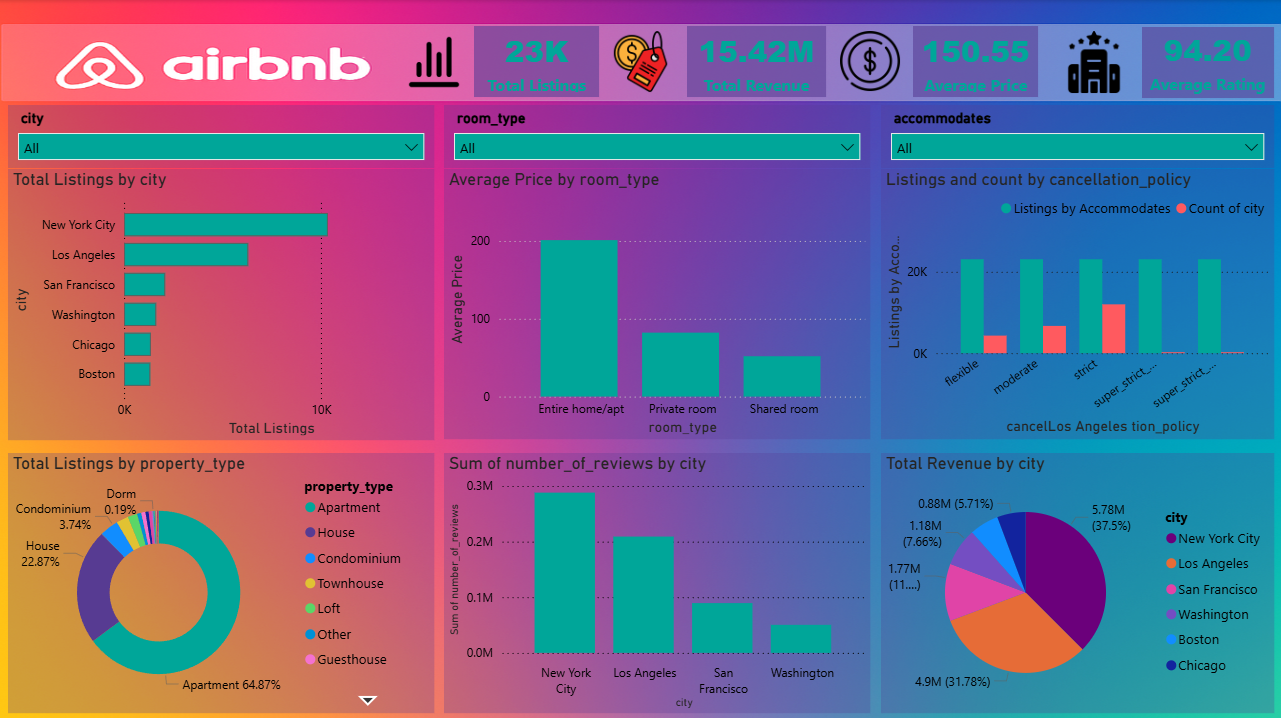 airbnb
23K
Total Listings
15.42M
Total Revenue
150.55
Average Price
94.20
Average Rating
city
All
room_type
All
accommodates
All
Total Listings by city
city
New York City
Los Angeles
San Francisco
Washington
Chicago
Boston
0K
10K
Total Listings
Average Price by room_type
Average Price
200
100
0
Entire home/apt
Private room
Shared room
room_type
Listings and count by cancellation_policy
Listings by Accommodates
Count of city
Listings by Acco...
20K
0K
flexible
moderate
strict
super_strict_...
super_strict_...
cancelLos Angeles tion_policy
Total Listings by property_type
Dorm
0.19%
Condominium
3.74%
House
22.87%
Apartment 64.87%
property_type
Apartment
House
Condominium
Townhouse
Loft
Other
Guesthouse
Sum of number_of_reviews by city
Sum of number_of_reviews
0.3M
0.2M
0.1M
0.0M
New York
City
Los Angeles
San
Francisco
Washington
city
Total Revenue by city
0.88M (5.71%)
1.18M
(7.66%)
1.77M
(11....)
4.9M (31.78%)
5.78M
(37.5%)
city
New York City
Los Angeles
San Francisco
Washington
Boston
Chicago